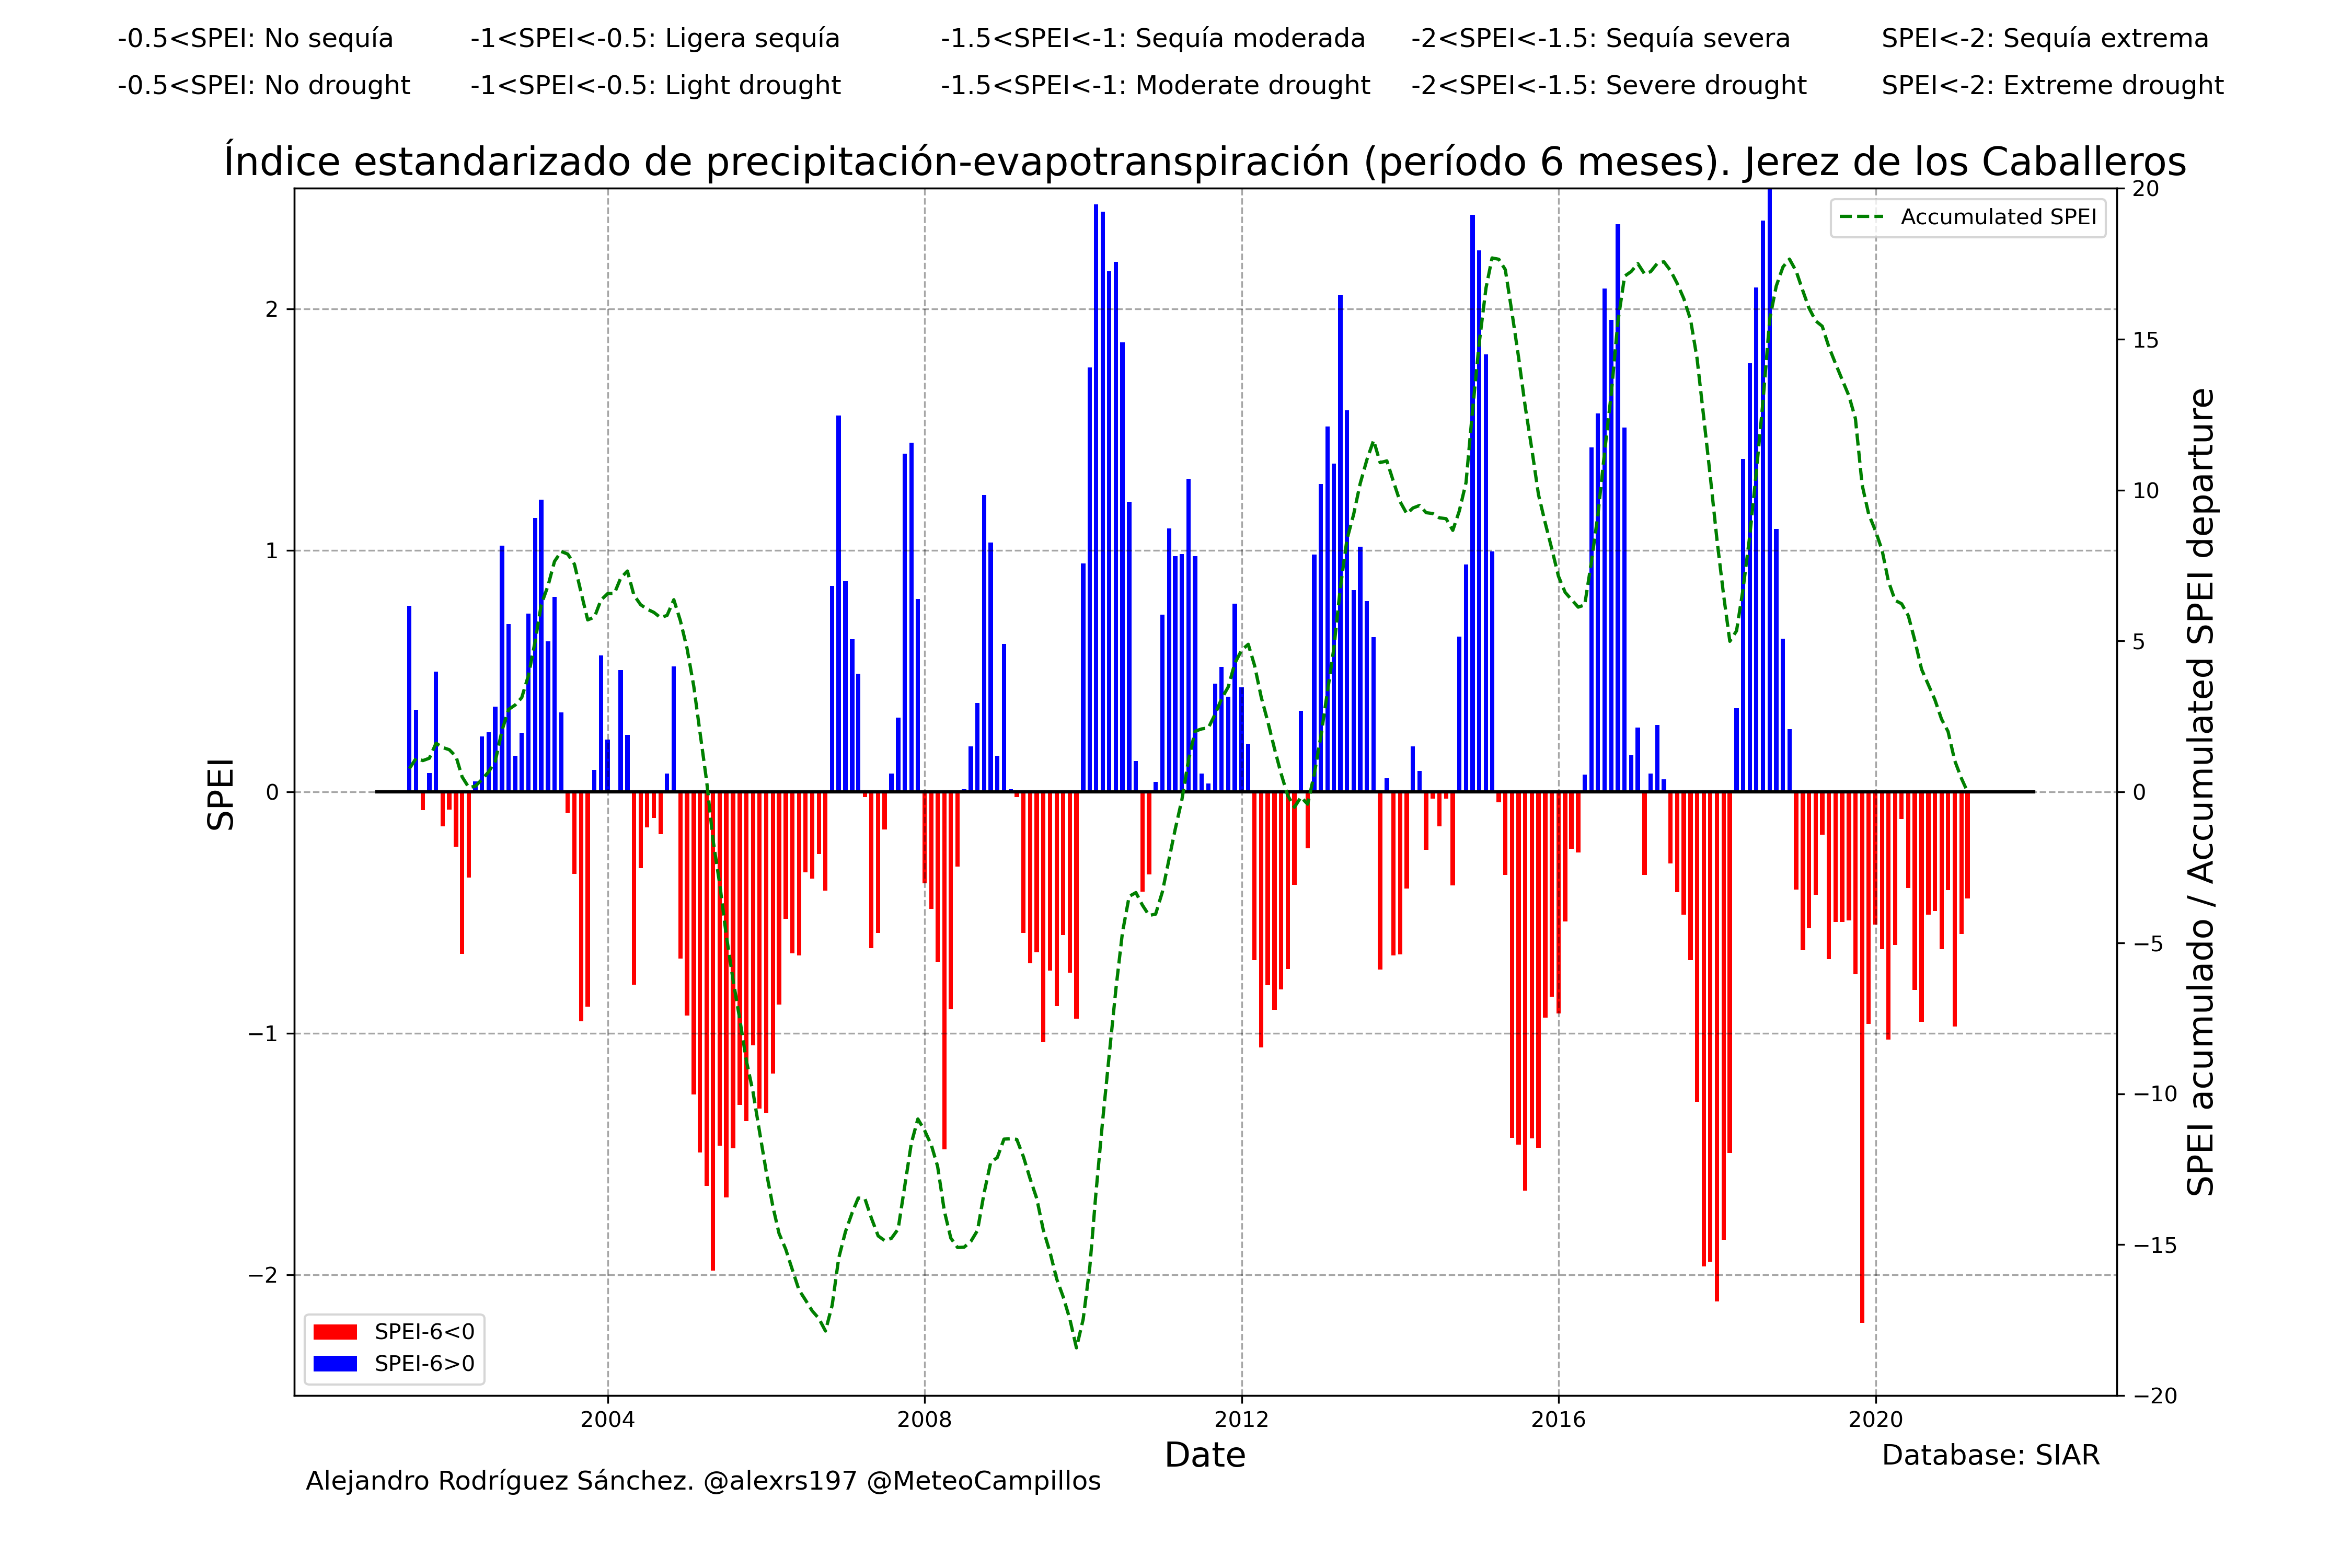 -0.5<SPEI: No sequía -1<SPEI<-0.5: Ligera sequía -1.5<SPEI<-1: Sequía moderada -2<SPEI<-1.5: Sequía severa SPEI<-2: Sequía extrema
-0.5<SPEI: No drought -1<SPEI<-0.5: Light drought -1.5<SPEI<-1: Moderate drought -2<SPEI<-1.5: Severe drought SPEI<-2: Extreme drought
Índice estandarizado de precipitación-evapotranspiración (período 6 meses). Jerez de los Caballeros
Accumulated SPEI
SPEI
2
1
0
−1
−2
20
15
10
5
0
−5
−10
−15
−20
SPEI acumulado / Accumulated SPEI departure
SPEI-6<0
SPEI-6>0
2004 2008 2012 2016 2020
Date
Database: SIAR
Alejandro Rodríguez Sánchez. @alexrs197 @MeteoCampillos